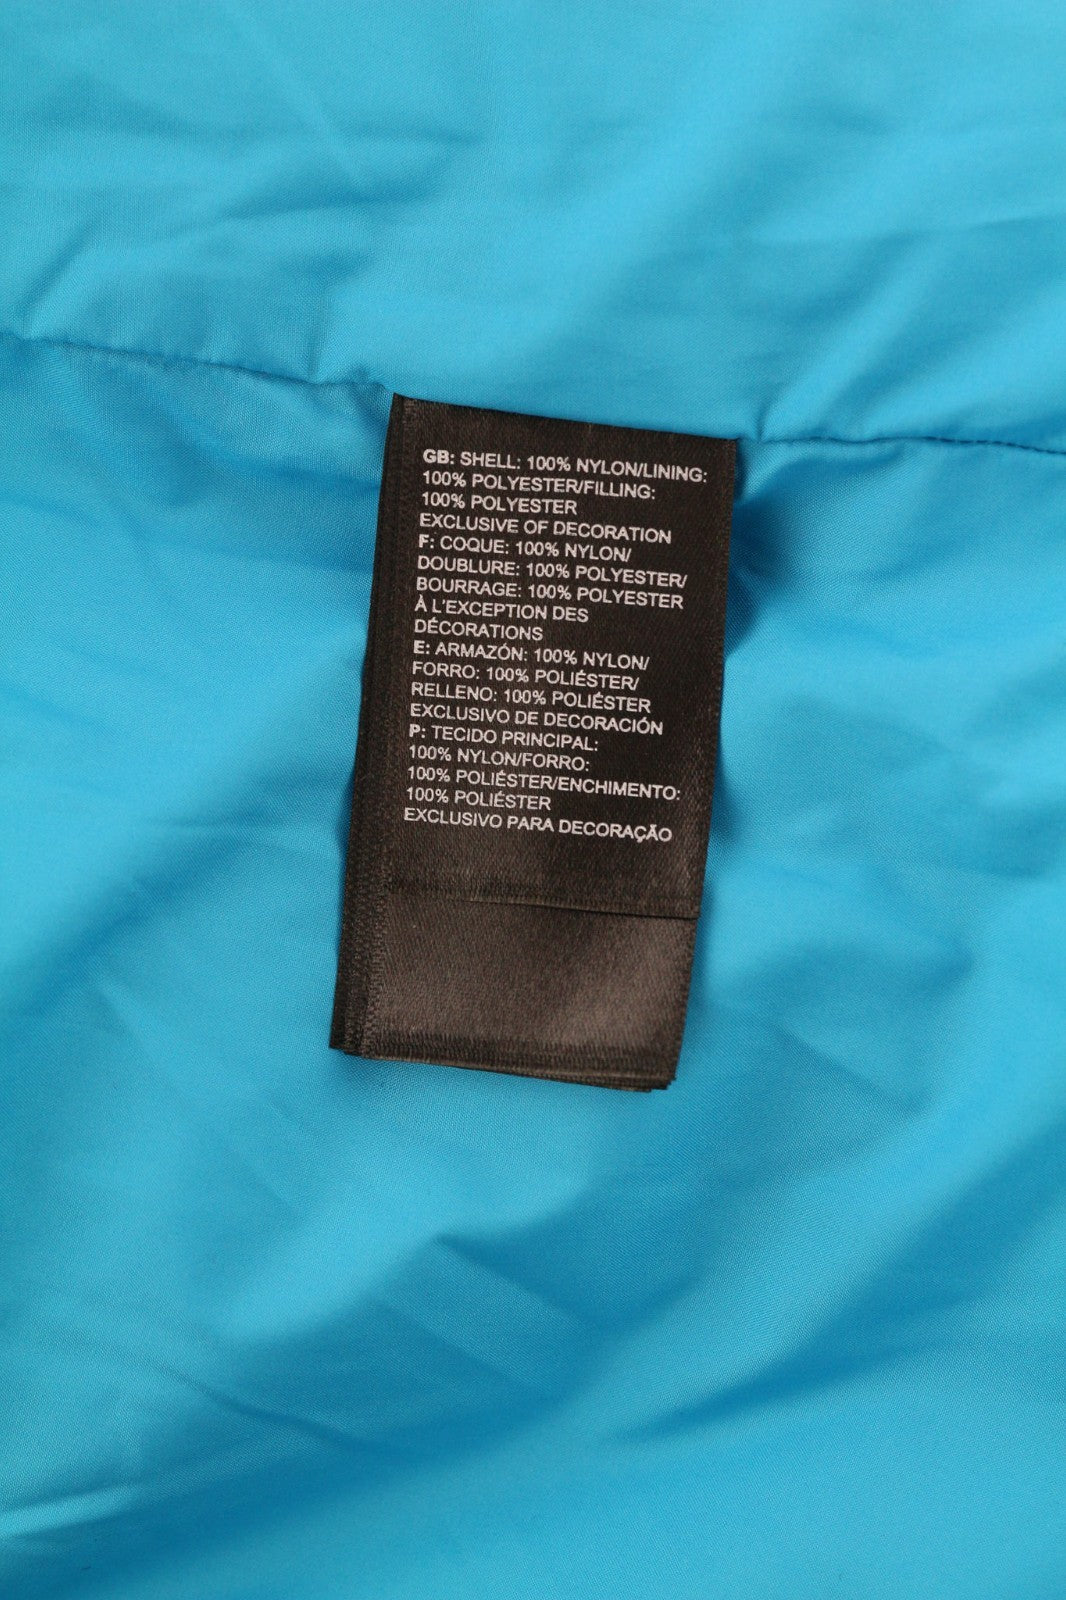 GB: SHELL: 100% NYLON/LINING:
100% POLYESTER/FILLING:
100% POLYESTER
EXCLUSIVE OF DECORATION
F: COQUE: 100% NYLON/
DOUBLURE: 100% POLYESTER/
BOURRAGE: 100% POLYESTER
À L'EXCEPTION DES
DÉCORATIONS
E: ARMAZÓN: 100% NYLON/
FORRO: 100% POLIÉSTER/
RELLENO: 100% POLIÉSTER
EXCLUSIVO DE DECORACIÓN
P: TECIDO PRINCIPAL:
100% NYLON/FORRO:
100% POLIÉSTER/ENCHIMENTO:
100% POLIÉSTER
EXCLUSIVO PARA DECORAÇÃO